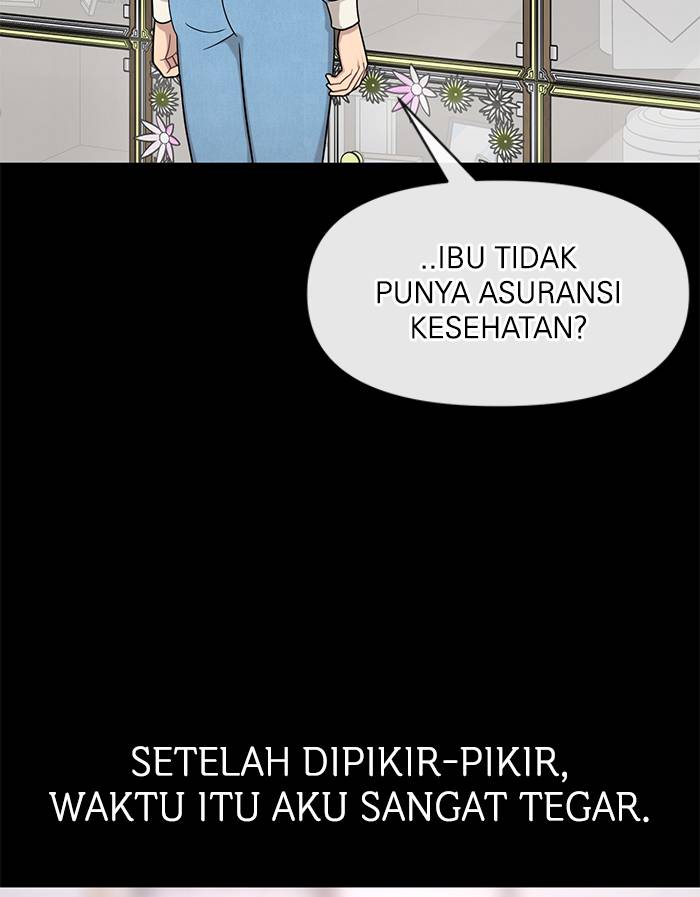 ..IBU TIDAK
PUNYA ASURANSI
KESEHATAN?
SETELAH DIPIKIR-PIKIR,
WAKTU ITU AKU SANGAT TEGAR.